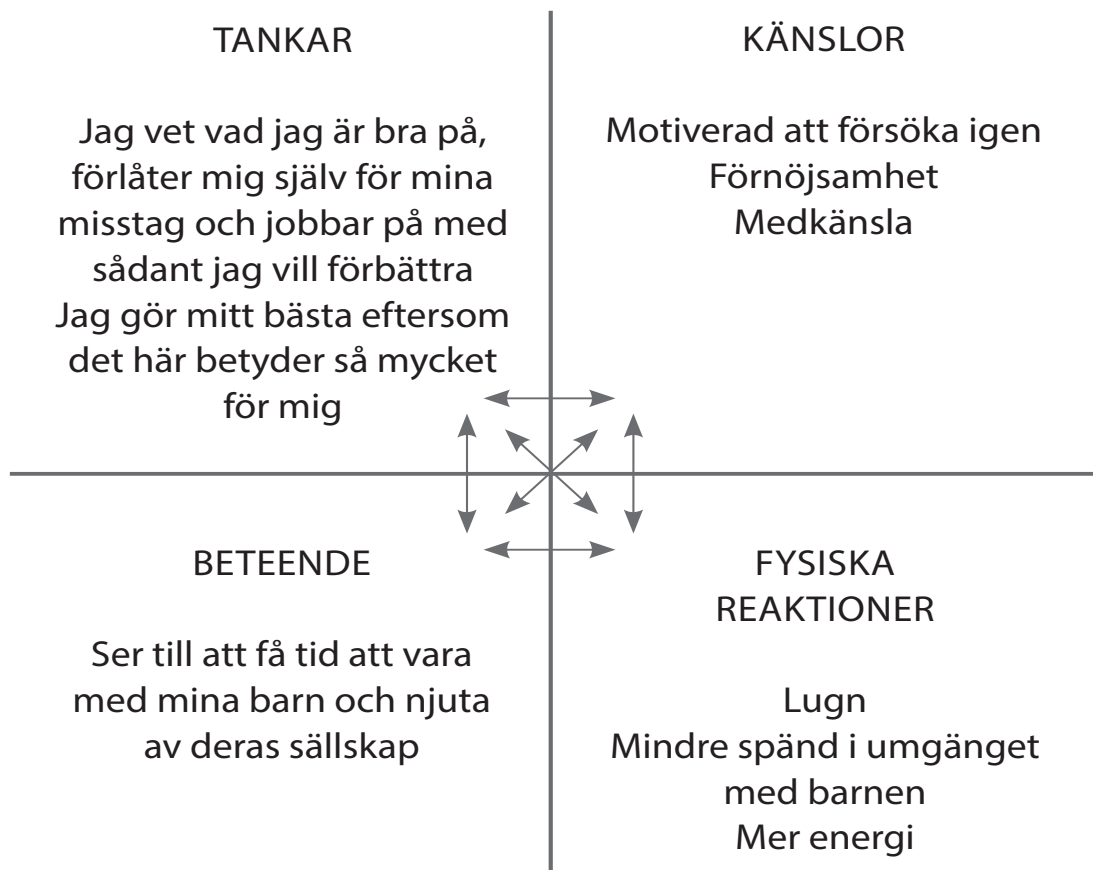 TANKAR
Jag vet vad jag är bra på,
förlåter mig själv för mina
misstag och jobbar på med
sådant jag vill förbättra
Jag gör mitt bästa eftersom
det här betyder så mycket
för mig
KÄNSLOR
Motiverad att försöka igen
Förnöjsamhet
Medkänsla
BETEENDE
Ser till att få tid att vara
med mina barn och njuta
av deras sällskap
FYSISKA
REAKTIONER
Lugn
Mindre spänd i umgänget
med barnen
Mer energi